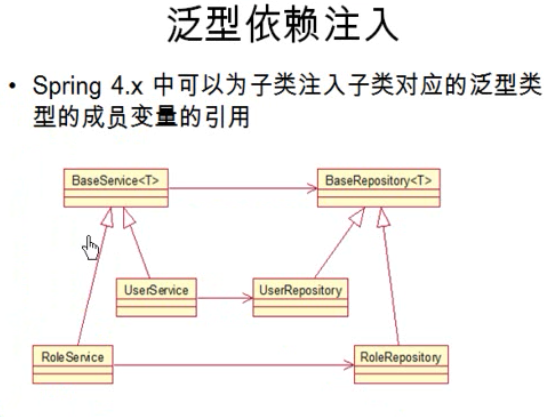 泛型依赖注入
• Spring 4.x 中可以为子类注入子类对应的泛型类
型的成员变量的引用
BaseService<T> BaseRepository<T>
UserService UserRepository
RoleService RoleRepository